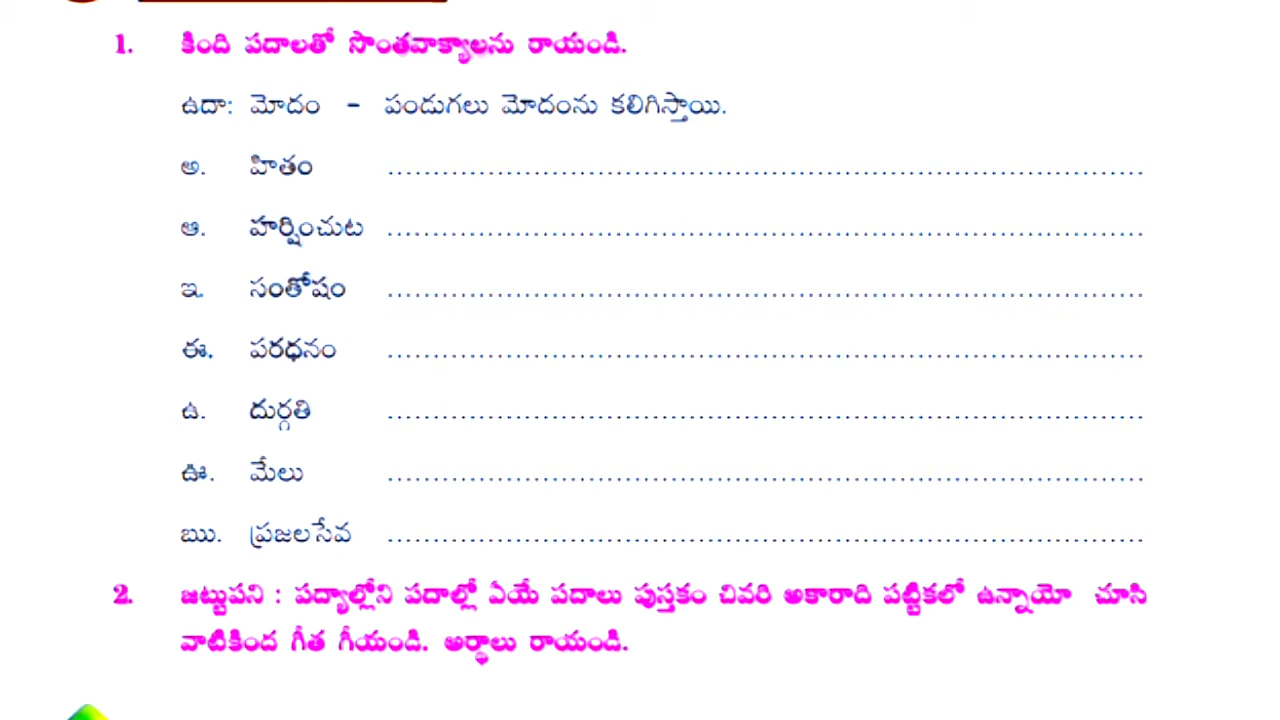 1. కింది పదాలతో సొంతవాక్యాలను రాయండి.
ఉదా: మోదం – పండుగలు మోదంను కలిగిస్తాయి.
అ. హితం ....................................................................................
ఆ. హర్షించుట ....................................................................................
ఇ. సంతోషం ....................................................................................
ఈ. పరధనం ....................................................................................
ఉ. దుర్గతి ....................................................................................
ఊ. మేలు ....................................................................................
ఋ. ప్రజలసేవ ....................................................................................
2. జట్టుపని : పద్యాల్లోని పదాల్లో ఏయే పదాలు పుస్తకం చివరి అకారాది పట్టికలో ఉన్నాయో చూసి
వాటికింద గీత గీయండి. అర్థాలు రాయండి.